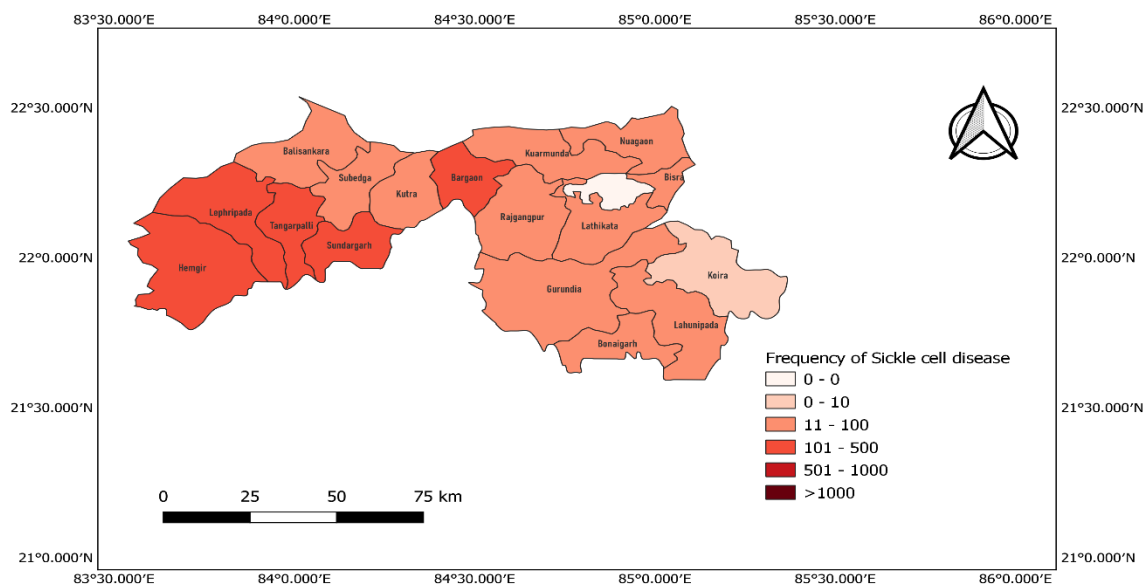 83°30.000′E 84°0.000′E 84°30.000′E 85°0.000′E 85°30.000′E 86°0.000′E
22°30.000′N 22°30.000′N
Nuagaon
Kuarmunda
Balisankara
Subedga Bargaon Bisra
Kutra
Lephripada Rajgangpur
Tangarpalli Lathikata
Sundargarh
22°0.000′N 22°0.000′N
Hemgir Koira
Gurundia
Lahunipada
Bonaigarh
Frequency of Sickle cell disease
0 - 0
0 - 10
21°30.000′N 21°30.000′N
11 - 100
101 - 500
501 - 1000
>1000
0 25 50 75 km
21°0.000′N 21°0.000′N
83°30.000′E 84°0.000′E 84°30.000′E 85°0.000′E 85°30.000′E 86°0.000′E